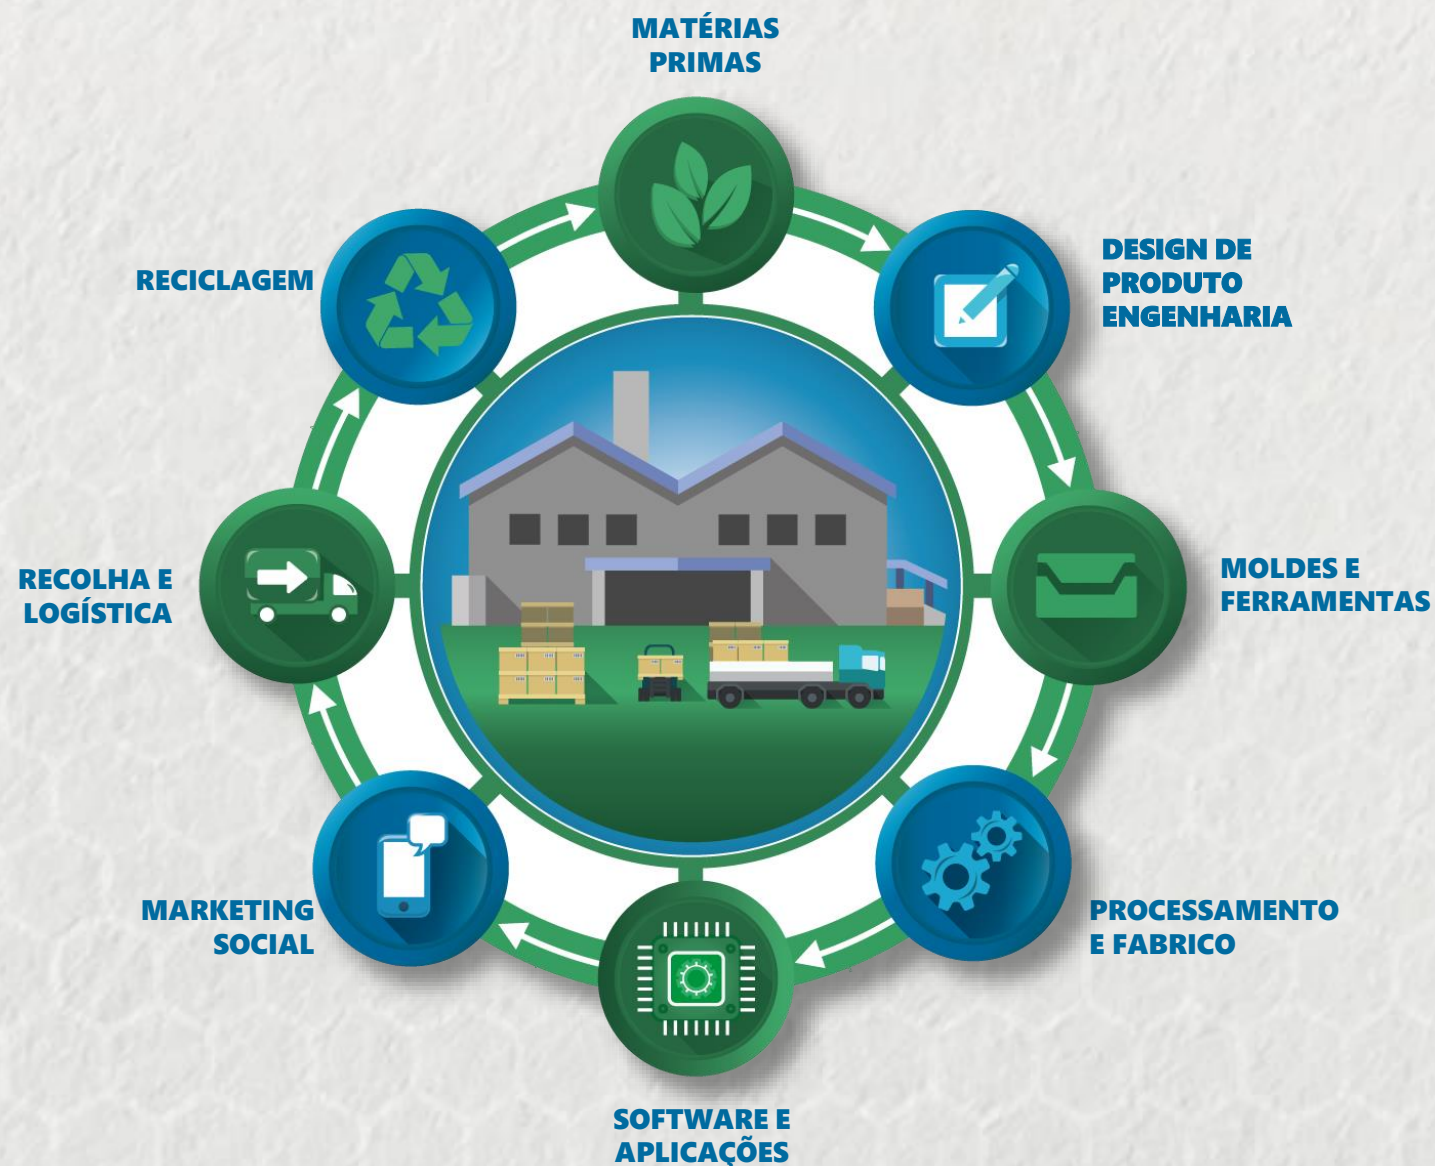 MATÉRIAS
PRIMAS
DESIGN DE
PRODUTO
ENGENHARIA
MOLDES E
FERRAMENTAS
PROCESSAMENTO
E FABRICO
SOFTWARE E
APLICAÇÕES
MARKETING
SOCIAL
RECOLHA E
LOGÍSTICA
RECICLAGEM